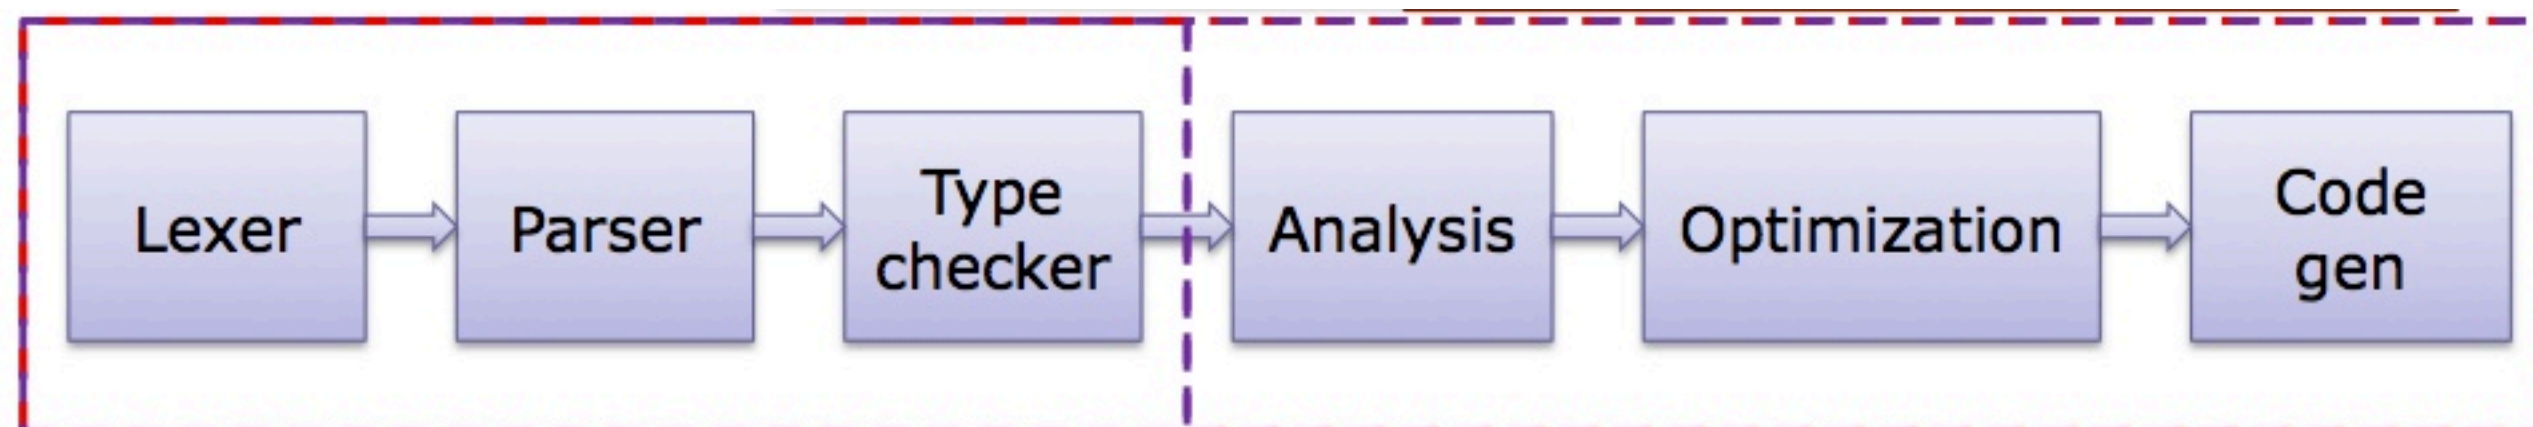 Lexer
Parser
Type
checker
Analysis
Optimization
Code
gen